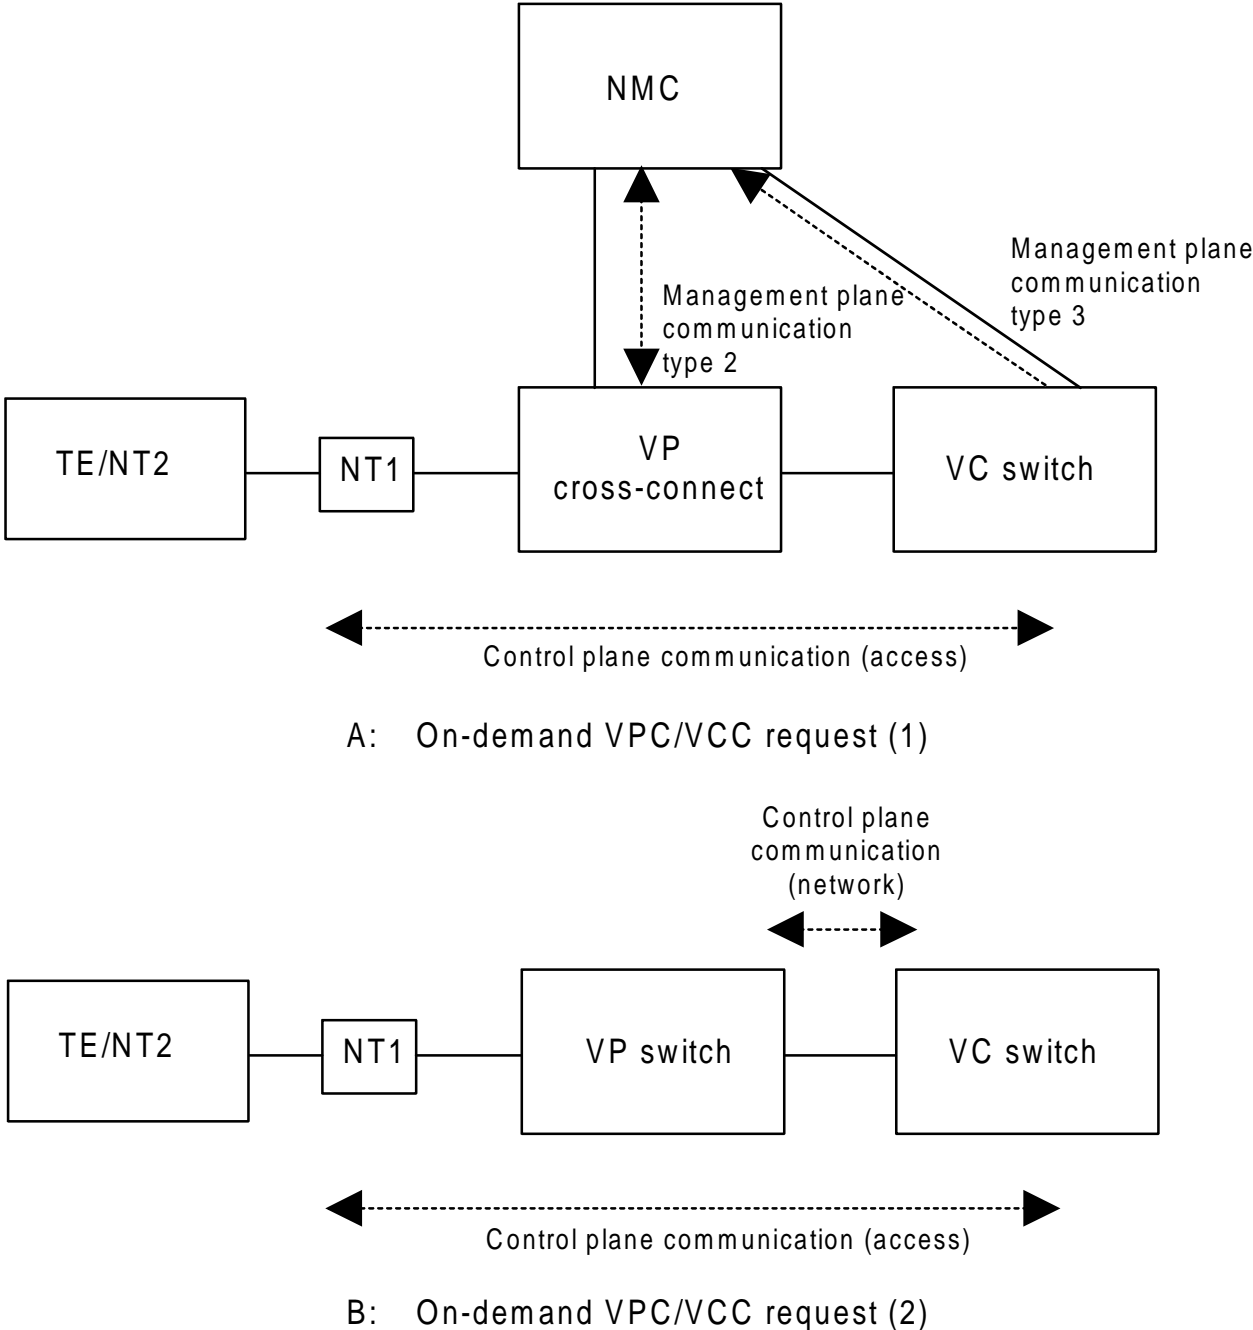 NMC
Management plane
communication
type 3
Management plane
communication
type 2
TE/NT2
NT1
VP
cross-connect
VC switch
Control plane communication (access)
A: On-demand VPC/VCC request (1)
Control plane
communication
(network)
TE/NT2
NT1
VP switch
VC switch
Control plane communication (access)
B: On-demand VPC/VCC request (2)